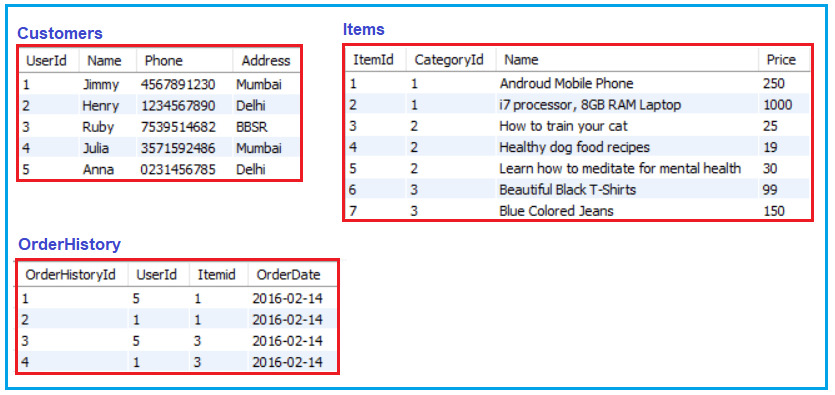 Customers
UserId Name Phone Address
1 Jimmy 4567891230 Mumbai
2 Henry 1234567890 Delhi
3 Ruby 7539514682 BBSR
4 Julia 3571592486 Mumbai
5 Anna 0231456785 Delhi
Items
ItemId CategoryId Name Price
1 1 Androud Mobile Phone 250
2 1 i7 processor, 8GB RAM Laptop 1000
3 2 How to train your cat 25
4 2 Healthy dog food recipes 19
5 2 Learn how to meditate for mental health 30
6 3 Beautiful Black T-Shirts 99
7 3 Blue Colored Jeans 150
OrderHistory
OrderHistoryId UserId Itemid OrderDate
1 5 1 2016-02-14
2 1 1 2016-02-14
3 5 3 2016-02-14
4 1 3 2016-02-14